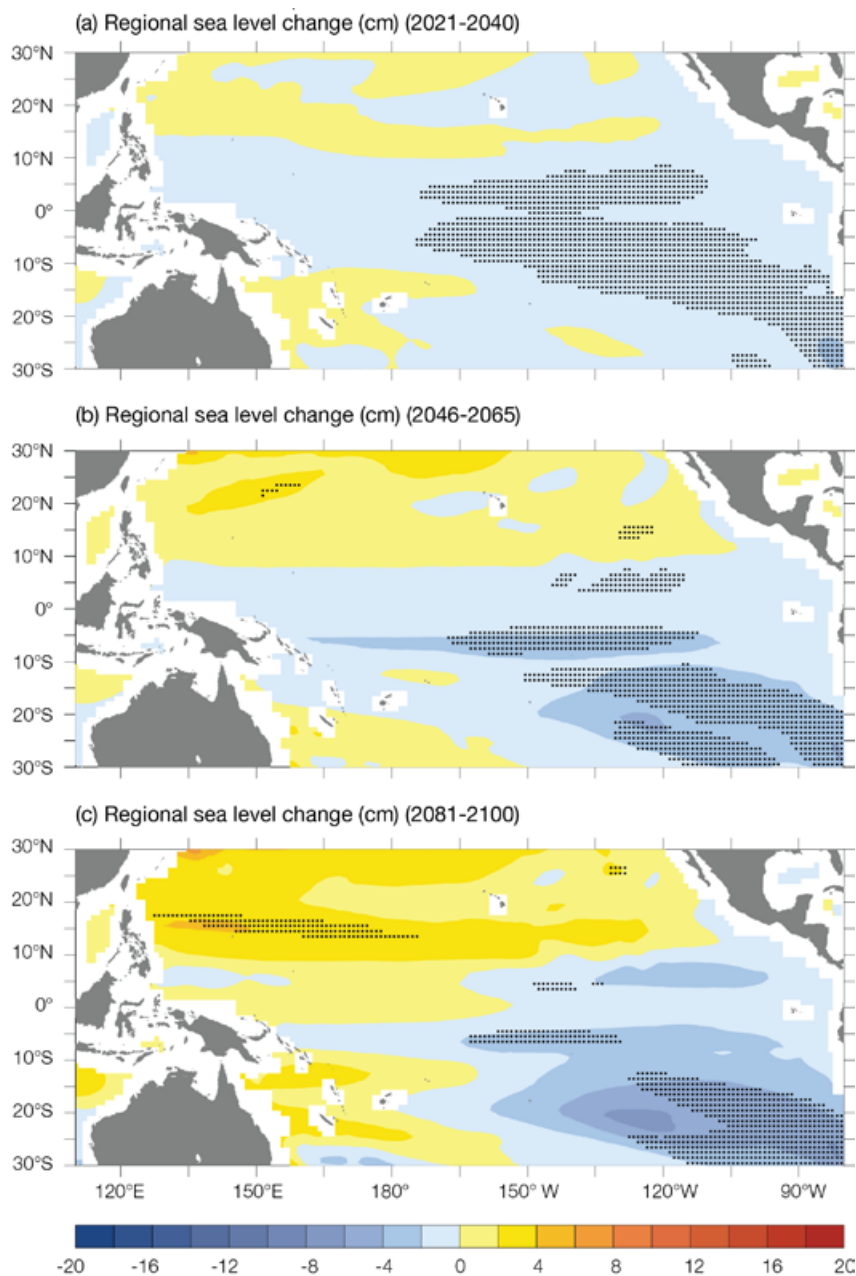 (a) Regional sea level change (cm) (2021-2040)
30°N
20°N
10°N
0°
10°S
20°S
30°S
(b) Regional sea level change (cm) (2046-2065)
30°N
20°N
10°N
0°
10°S
20°S
30°S
(c) Regional sea level change (cm) (2081-2100)
30°N
20°N
10°N
0°
10°S
20°S
30°S
120°E 150°E 180° 150° W 120°W 90°W
-20 -16 -12 -8 -4 0 4 8 12 16 20